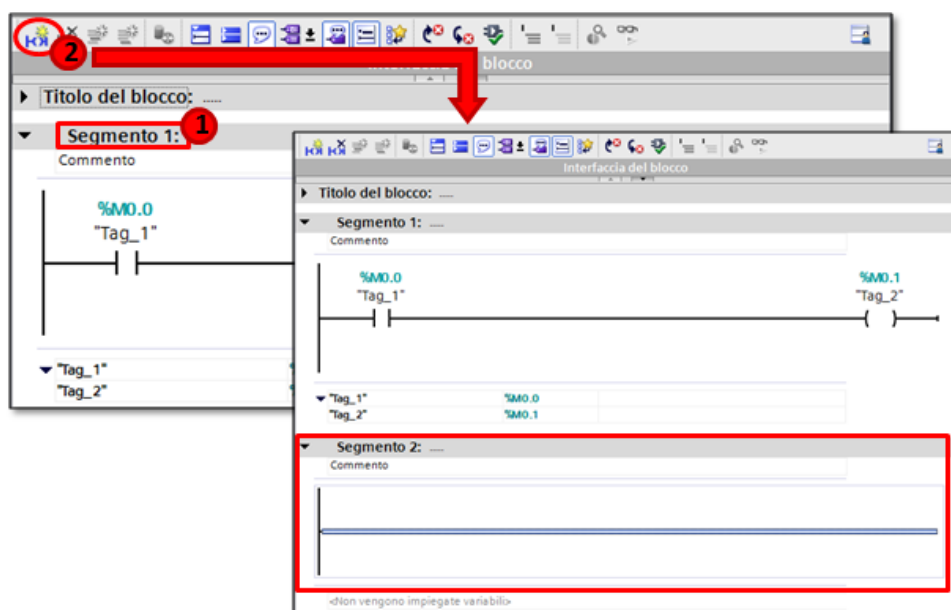 2
blocco
Titolo del blocco: .....
Segmento 1:
1
Commento
%M0.0
"Tag_1"
"Tag_1"
"Tag_2"
Interfaccia del blocco
Titolo del blocco: .....
Segmento 1: .....
Commento
%M0.0 %M0.1
"Tag_1" "Tag_2"
"Tag_1" %M0.0
"Tag_2" %M0.1
Segmento 2: .....
Commento
<Non vengono impiegate variabili>